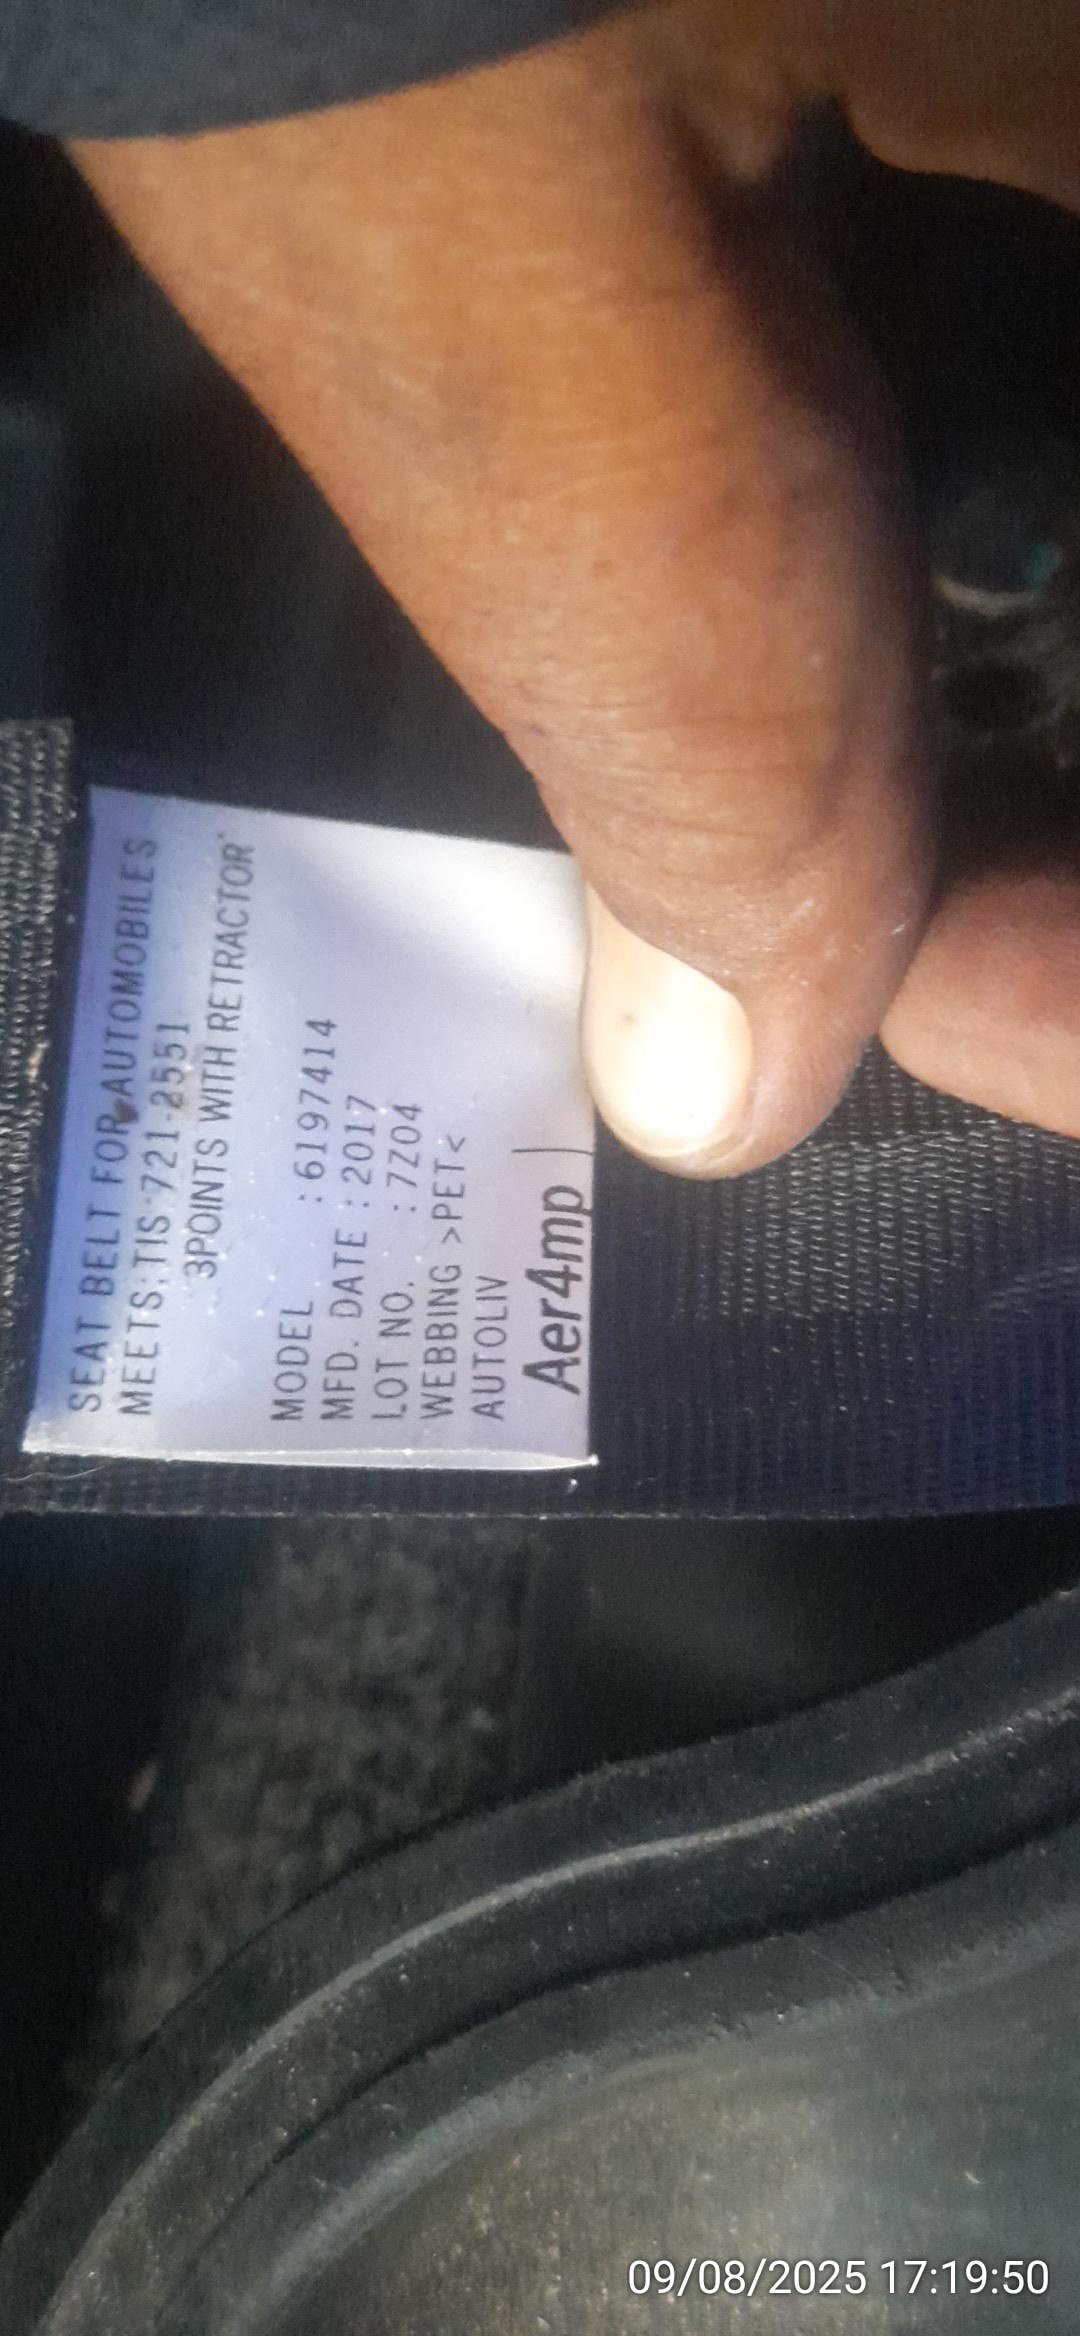 SEAT BELT FOR AUTOMOBILES
MEETS:TIS 721-2551
3POINTS WITH RETRACTOR
MODEL : 6197414
MFD. DATE : 2017
LOT NO. : 7Z04
WEBBING >PET<
AUTOLIV
Aer4mp
09/08/2025 17:19:50